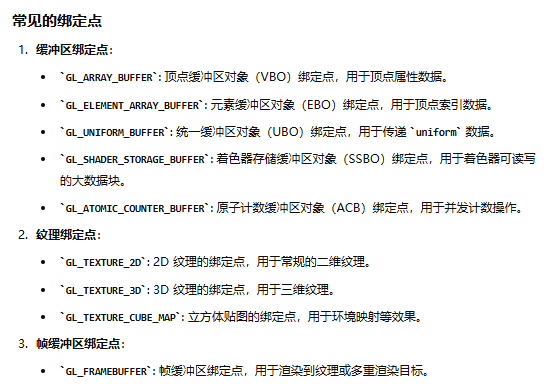 常见的绑定点
1. 缓冲区绑定点：
• `GL_ARRAY_BUFFER`: 顶点缓冲区对象（VBO）绑定点，用于顶点属性数据。
• `GL_ELEMENT_ARRAY_BUFFER`: 元素缓冲区对象（EBO）绑定点，用于顶点索引数据。
• `GL_UNIFORM_BUFFER`: 统一缓冲区对象（UBO）绑定点，用于传递 `uniform` 数据。
• `GL_SHADER_STORAGE_BUFFER`: 着色器存储缓冲区对象（SSBO）绑定点，用于着色器可读写
的大数据块。
• `GL_ATOMIC_COUNTER_BUFFER`: 原子计数缓冲区对象（ACB）绑定点，用于并发计数操作。
2. 纹理绑定点：
• `GL_TEXTURE_2D`: 2D 纹理的绑定点，用于常规的二维纹理。
• `GL_TEXTURE_3D`: 3D 纹理的绑定点，用于三维纹理。
• `GL_TEXTURE_CUBE_MAP`: 立方体贴图的绑定点，用于环境映射等效果。
3. 帧缓冲区绑定点：
• `GL_FRAMEBUFFER`: 帧缓冲区绑定点，用于渲染到纹理或多重渲染目标。